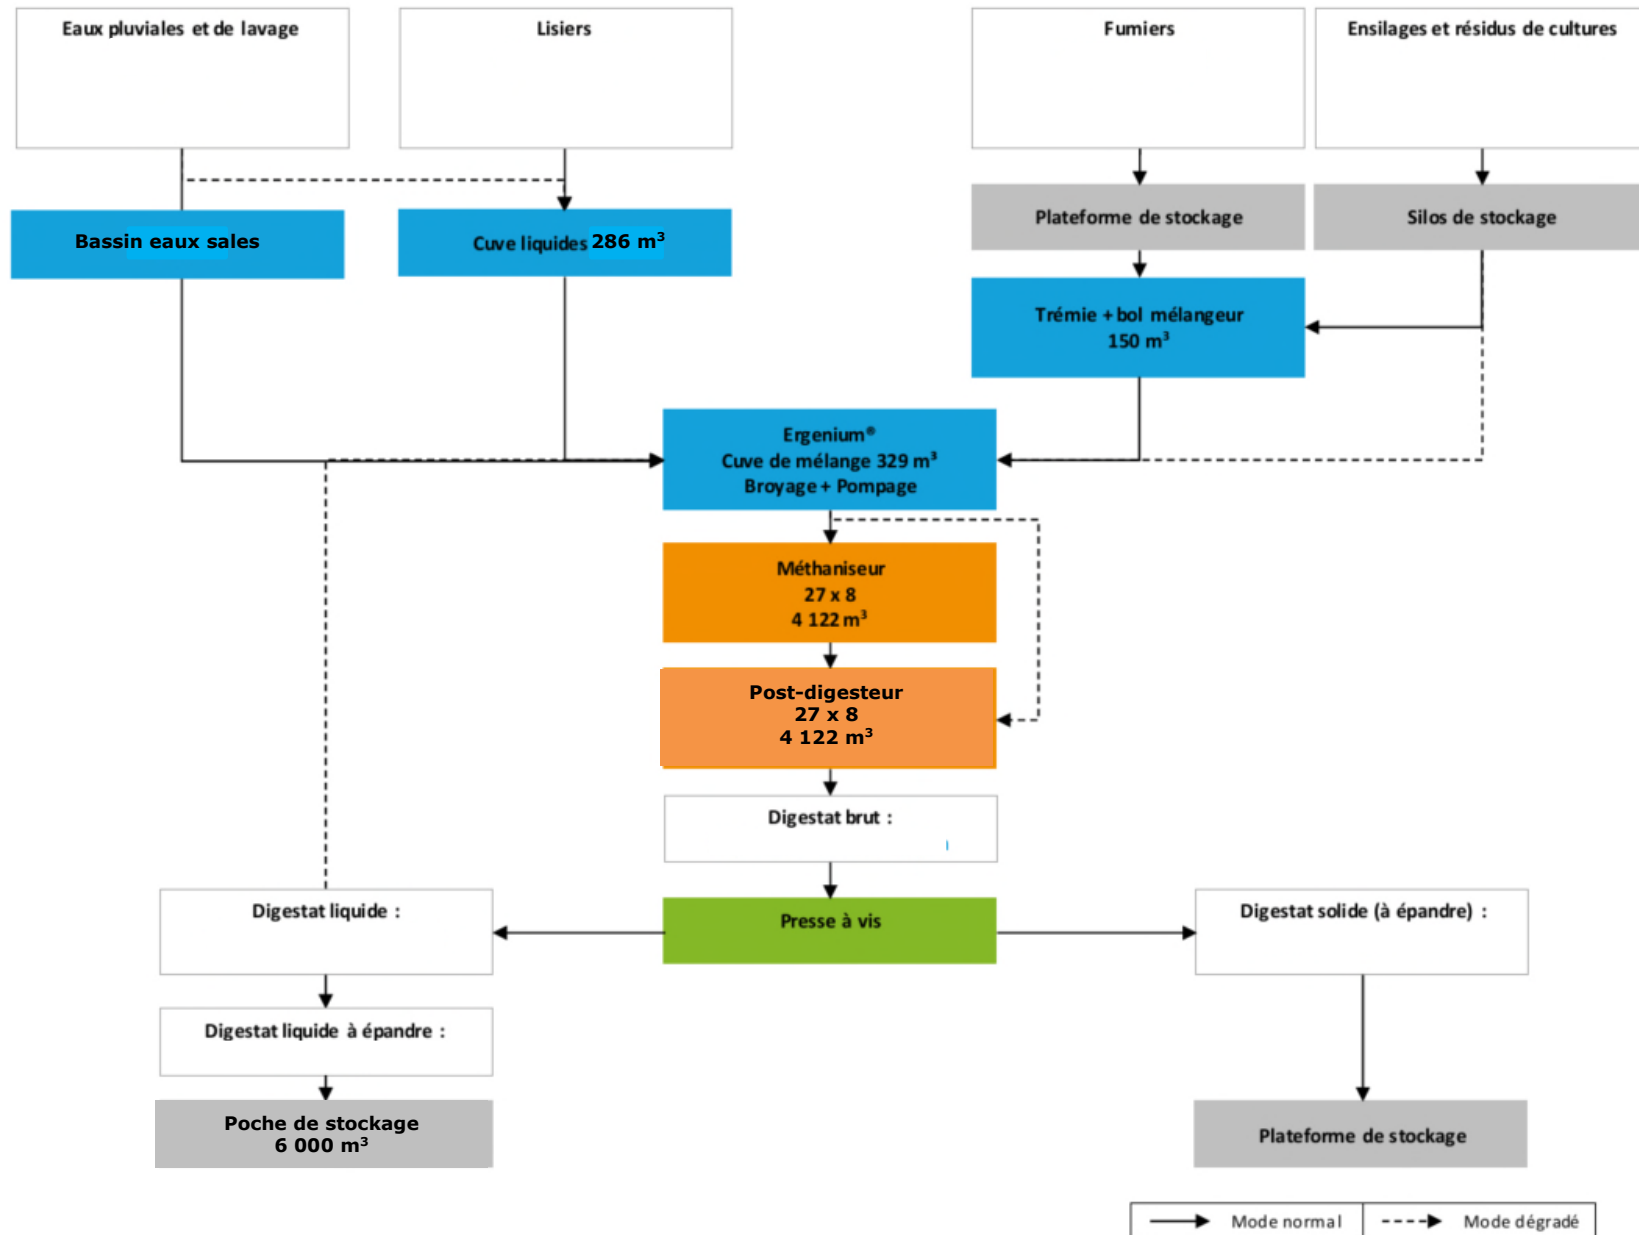 Eaux pluviales et de lavage
Lisiers
Fumiers
Ensilages et résidus de cultures
Bassin eaux sales
Cuve liquides 286 m³
Plateforme de stockage
Silos de stockage
Trémie + bol mélangeur
150 m³
Ergenium®
Cuve de mélange 329 m³
Broyage + Pompage
Méthaniseur
27 x 8
4 122 m³
Post-digesteur
27 x 8
4 122 m³
Digestat brut :
Digestat liquide :
Presse à vis
Digestat solide (à épandre) :
Digestat liquide à épandre :
Poche de stockage
6 000 m³
Plateforme de stockage
Mode normal
Mode dégradé